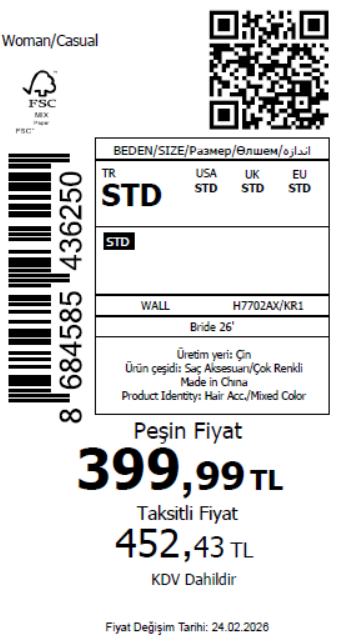 Woman/Casual
FSC
MIX
Paper
FSC™
8 684585 436250
BEDEN/SIZE/Размер/Өлшем/اندازه
TR USA UK EU
STD STD STD STD
STD
WALL H7702AX/KR1
Bride 26'
Üretim yeri: Çin
Ürün çeşidi: Saç Aksesuarı/Çok Renkli
Made in China
Product Identity: Hair Acc./Mixed Color
Peşin Fiyat
399,99 TL
Taksitli Fiyat
452,43 TL
KDV Dahildir
Fiyat Değişim Tarihi: 24.02.2026